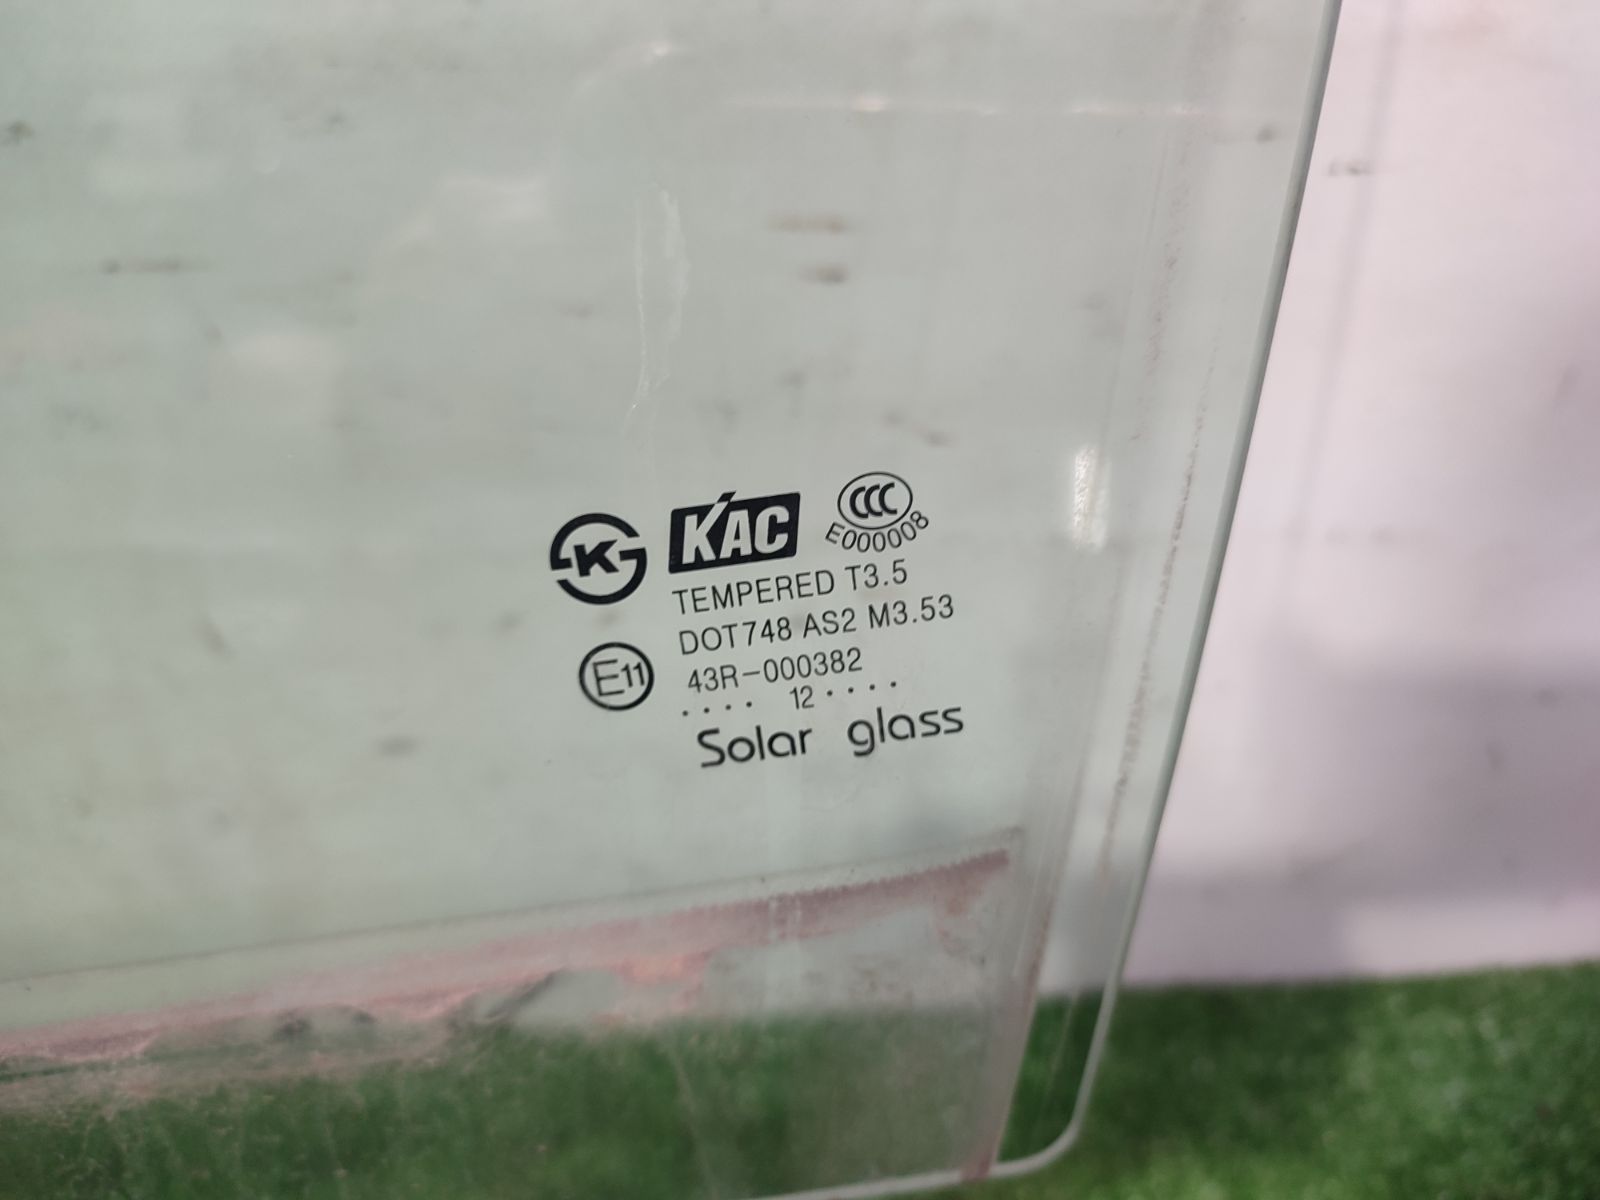 K
KAC
CCC
E000008
TEMPERED T3.5
DOT748 AS2 M3.53
E11
43R-000382
.... 12 ....
Solar glass